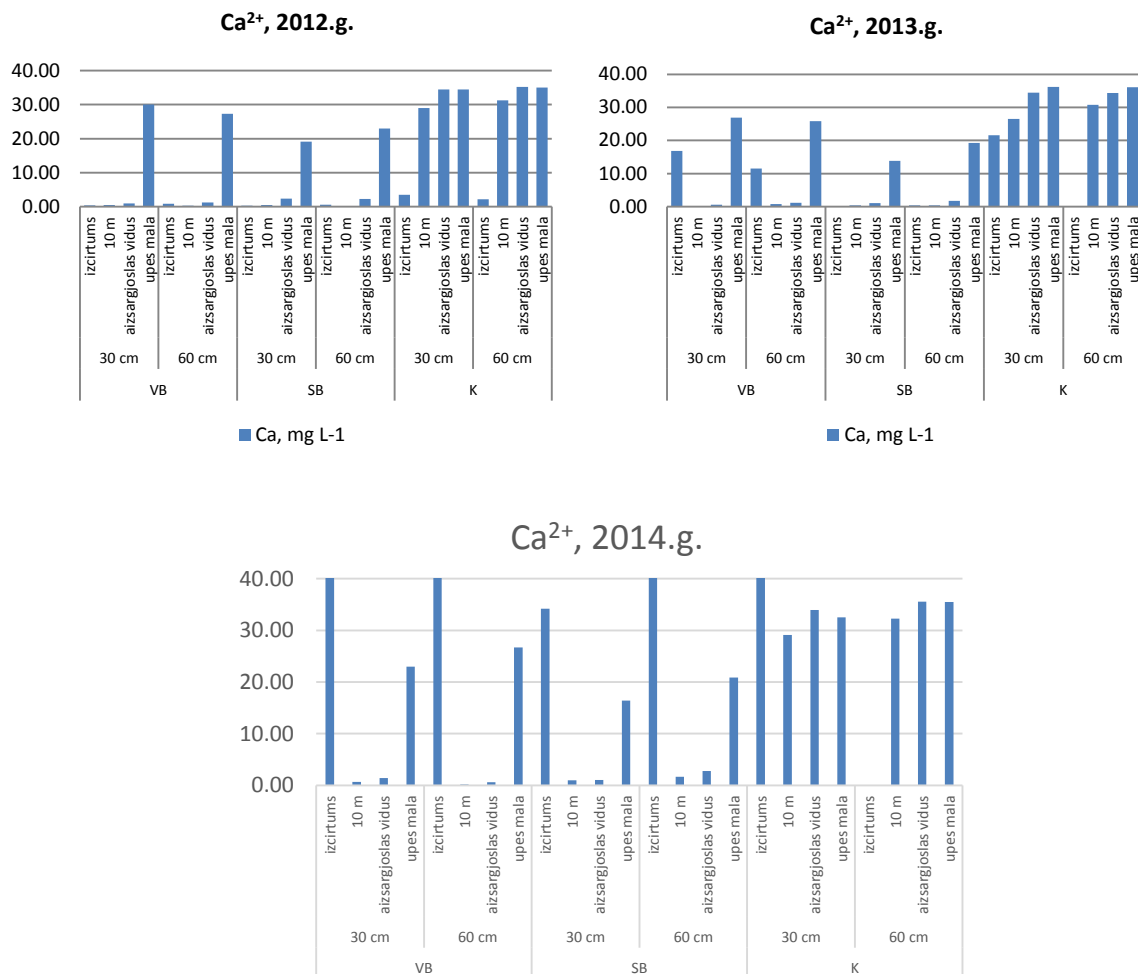 Ca²⁺, 2012.g.
40.00
30.00
20.00
10.00
0.00
izcirtums 10 m aizsargjoslas vidus upes mala izcirtums 10 m aizsargjoslas vidus upes mala izcirtums 10 m aizsargjoslas vidus upes mala izcirtums 10 m aizsargjoslas vidus upes mala izcirtums 10 m aizsargjoslas vidus upes mala izcirtums 10 m aizsargjoslas vidus upes mala
30 cm 60 cm 30 cm 60 cm 30 cm 60 cm
VB SB K
Ca, mg L-1
Ca²⁺, 2013.g.
40.00
30.00
20.00
10.00
0.00
izcirtums 10 m aizsargjoslas vidus upes mala izcirtums 10 m aizsargjoslas vidus upes mala izcirtums 10 m aizsargjoslas vidus upes mala izcirtums 10 m aizsargjoslas vidus upes mala izcirtums 10 m aizsargjoslas vidus upes mala izcirtums 10 m aizsargjoslas vidus upes mala
30 cm 60 cm 30 cm 60 cm 30 cm 60 cm
VB SB K
Ca, mg L-1
Ca²⁺, 2014.g.
40.00
30.00
20.00
10.00
0.00
izcirtums 10 m aizsargjoslas vidus upes mala izcirtums 10 m aizsargjoslas vidus upes mala izcirtums 10 m aizsargjoslas vidus upes mala izcirtums 10 m aizsargjoslas vidus upes mala izcirtums 10 m aizsargjoslas vidus upes mala izcirtums 10 m aizsargjoslas vidus upes mala
30 cm 60 cm 30 cm 60 cm 30 cm 60 cm
VB SB K